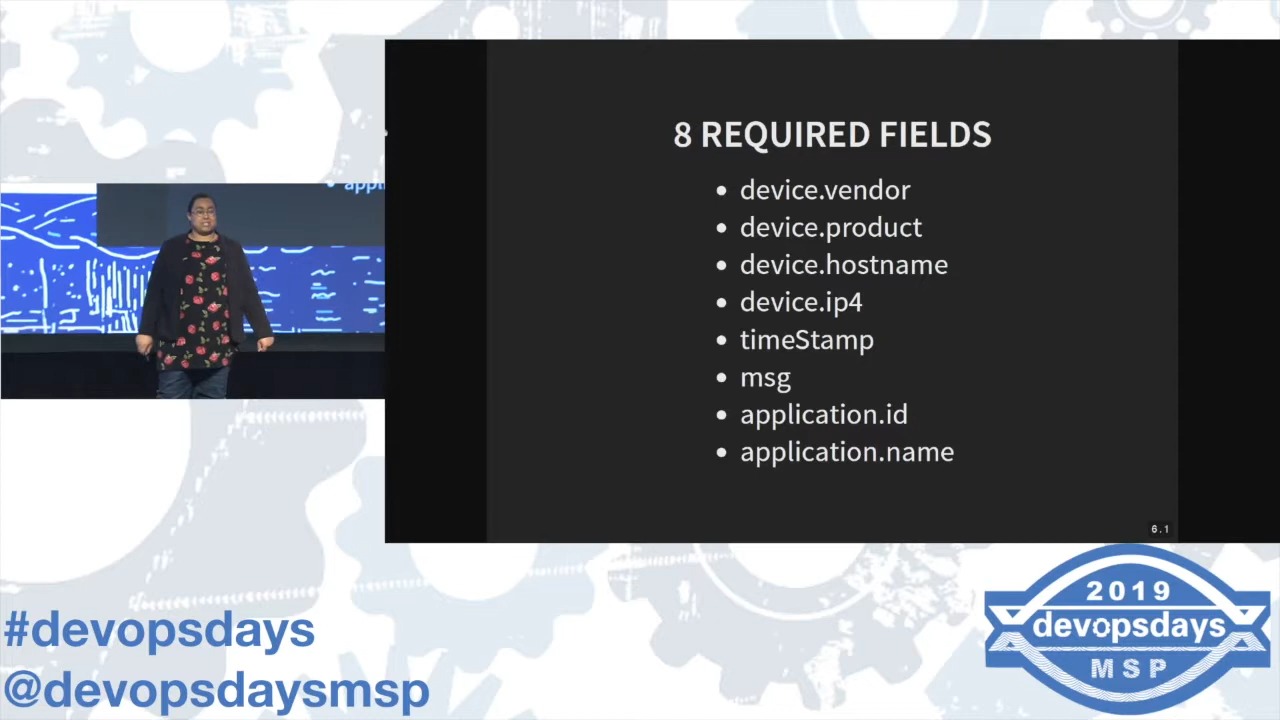 8 REQUIRED FIELDS
• device.vendor
• device.product
• device.hostname
• device.ip4
• timeStamp
• msg
• application.id
• application.name
6.1
• appli
#devopsdays
@devopsdaysmsp
2019
devopsdays
MSP